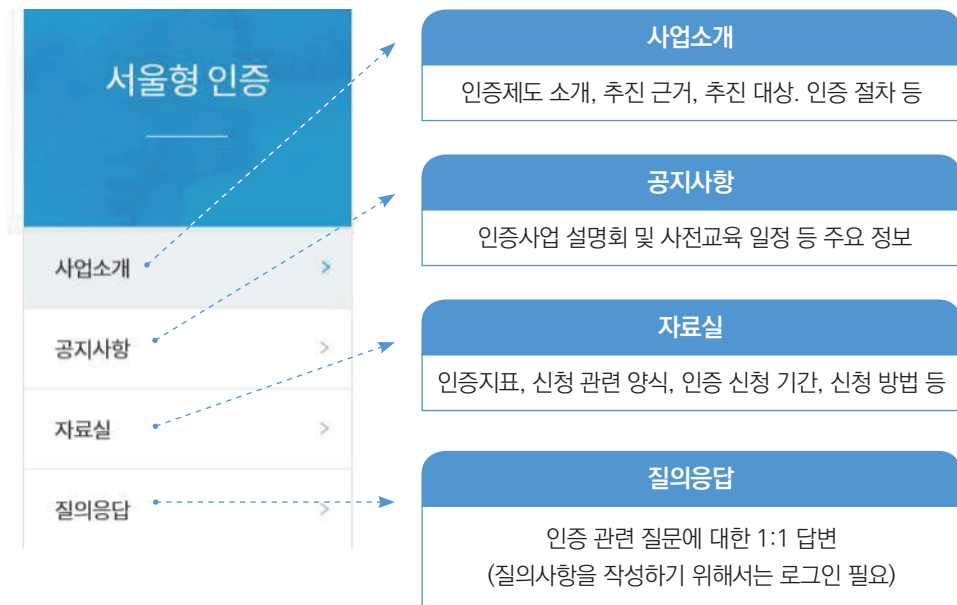 서울형 인증
사업소개
공지사항
자료실
질의응답
사업소개
인증제도 소개, 추진 근거, 추진 대상. 인증 절차 등
공지사항
인증사업 설명회 및 사전교육 일정 등 주요 정보
자료실
인증지표, 신청 관련 양식, 인증 신청 기간, 신청 방법 등
질의응답
인증 관련 질문에 대한 1:1 답변
(질의사항을 작성하기 위해서는 로그인 필요)